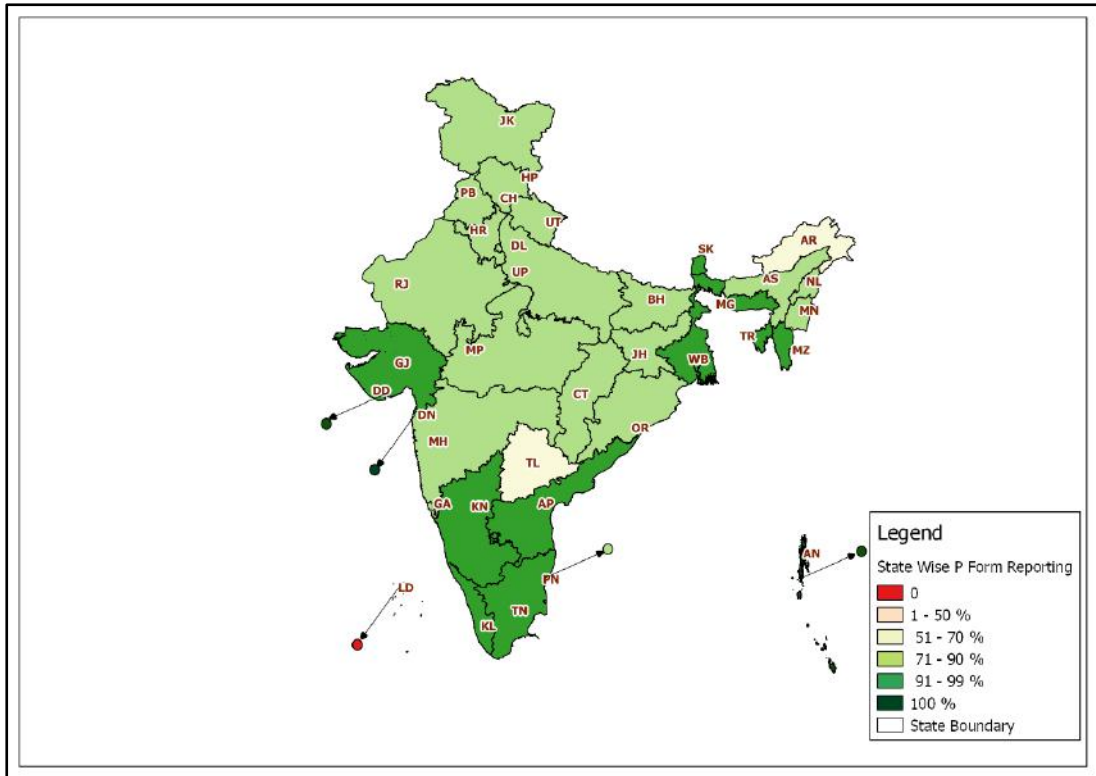 JK
HP
PB
CH
UT
HR
DL
SK
AR
UP
AS
NL
RJ
BH
MG
MN
TR
MZ
MP
JH
WB
GJ
DD
CT
DN
OR
MH
TL
GA
KN
AP
AN
PN
LD
TN
KL
Legend
State Wise P Form Reporting
0
1 - 50 %
51 - 70 %
71 - 90 %
91 - 99 %
100 %
State Boundary